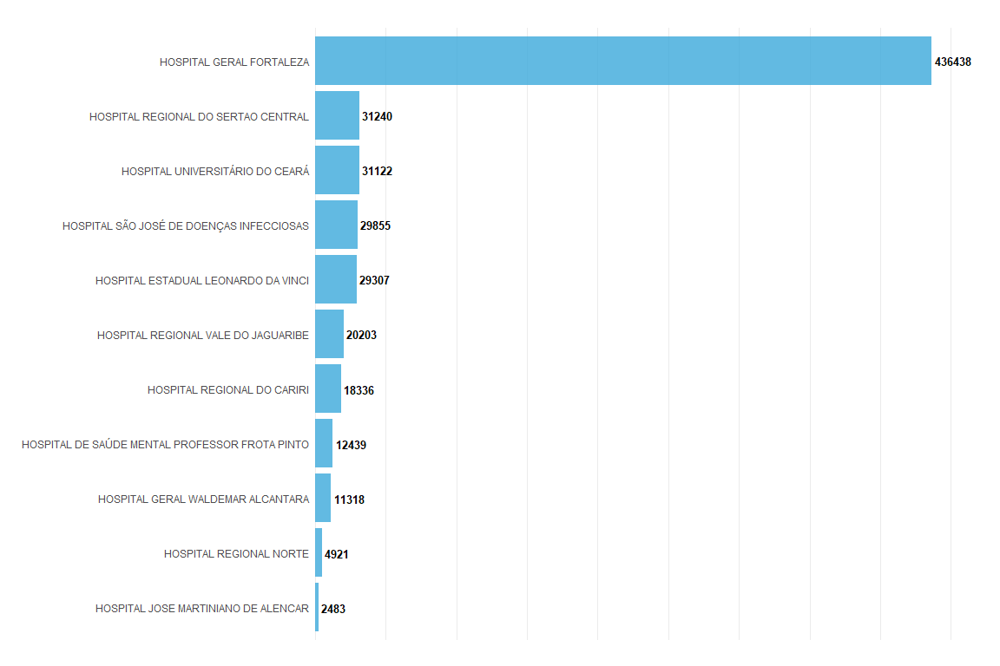 HOSPITAL GERAL FORTALEZA 436438
HOSPITAL REGIONAL DO SERTAO CENTRAL 31240
HOSPITAL UNIVERSITÁRIO DO CEARÁ 31122
HOSPITAL SÃO JOSÉ DE DOENÇAS INFECCIOSAS 29855
HOSPITAL ESTADUAL LEONARDO DA VINCI 29307
HOSPITAL REGIONAL VALE DO JAGUARIBE 20203
HOSPITAL REGIONAL DO CARIRI 18336
HOSPITAL DE SAÚDE MENTAL PROFESSOR FROTA PINTO 12439
HOSPITAL GERAL WALDEMAR ALCANTARA 11318
HOSPITAL REGIONAL NORTE 4921
HOSPITAL JOSE MARTINIANO DE ALENCAR 2483